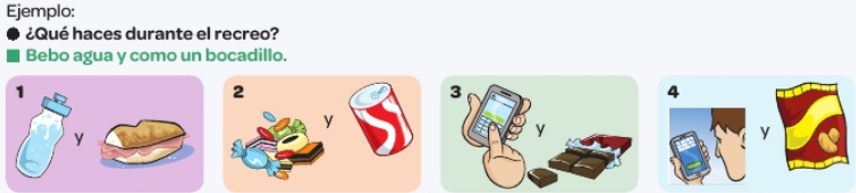 Ejemplo:
¿Qué haces durante el recreo?
Bebo agua y como un bocadillo.
1 y
2 y
3 y
4 y